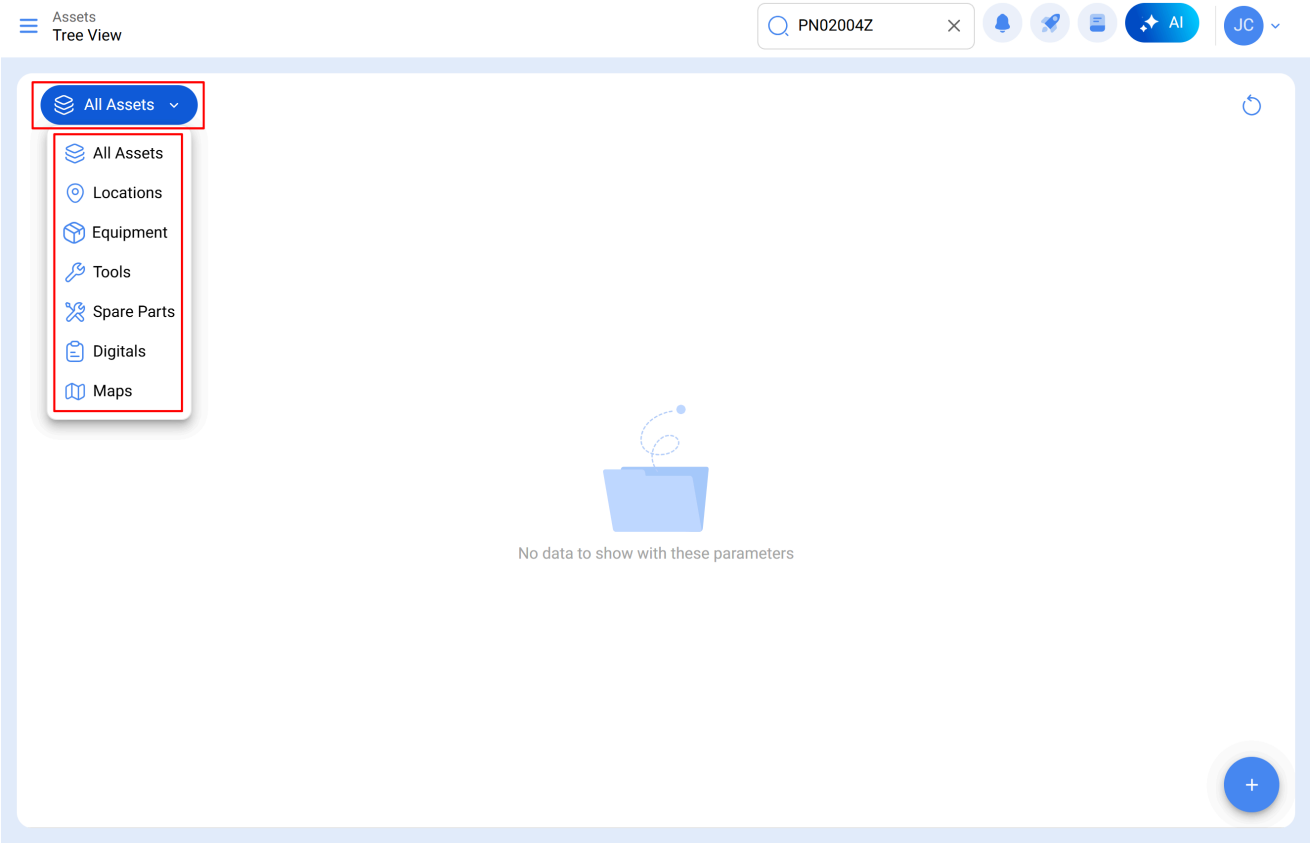 Assets
Tree View
PN02004Z
AI
JC
All Assets
All Assets
Locations
Equipment
Tools
Spare Parts
Digitals
Maps
No data to show with these parameters